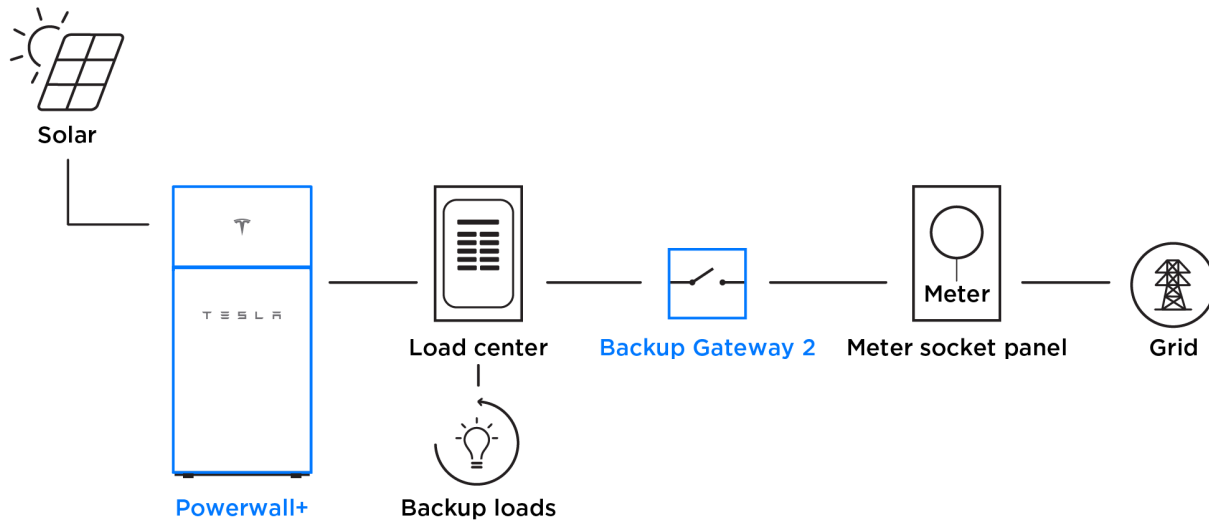 Solar
TESLA
Meter
Load center
Backup Gateway 2
Meter socket panel
Grid
Powerwall+
Backup loads